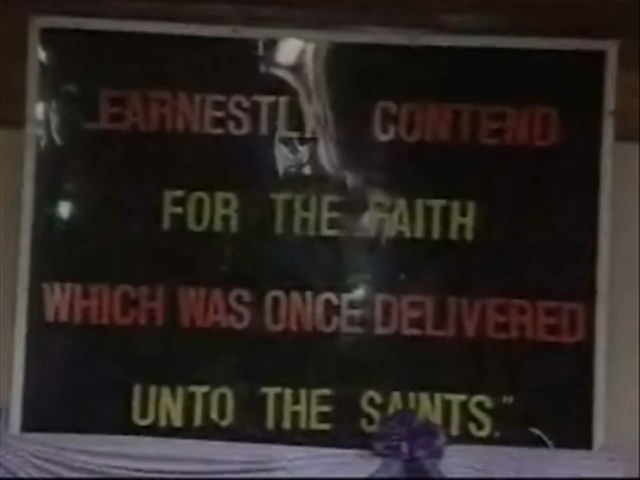 EARNESTLY CONTEND
FOR THE FAITH
WHICH WAS ONCE DELIVERED
UNTO THE SAINTS."